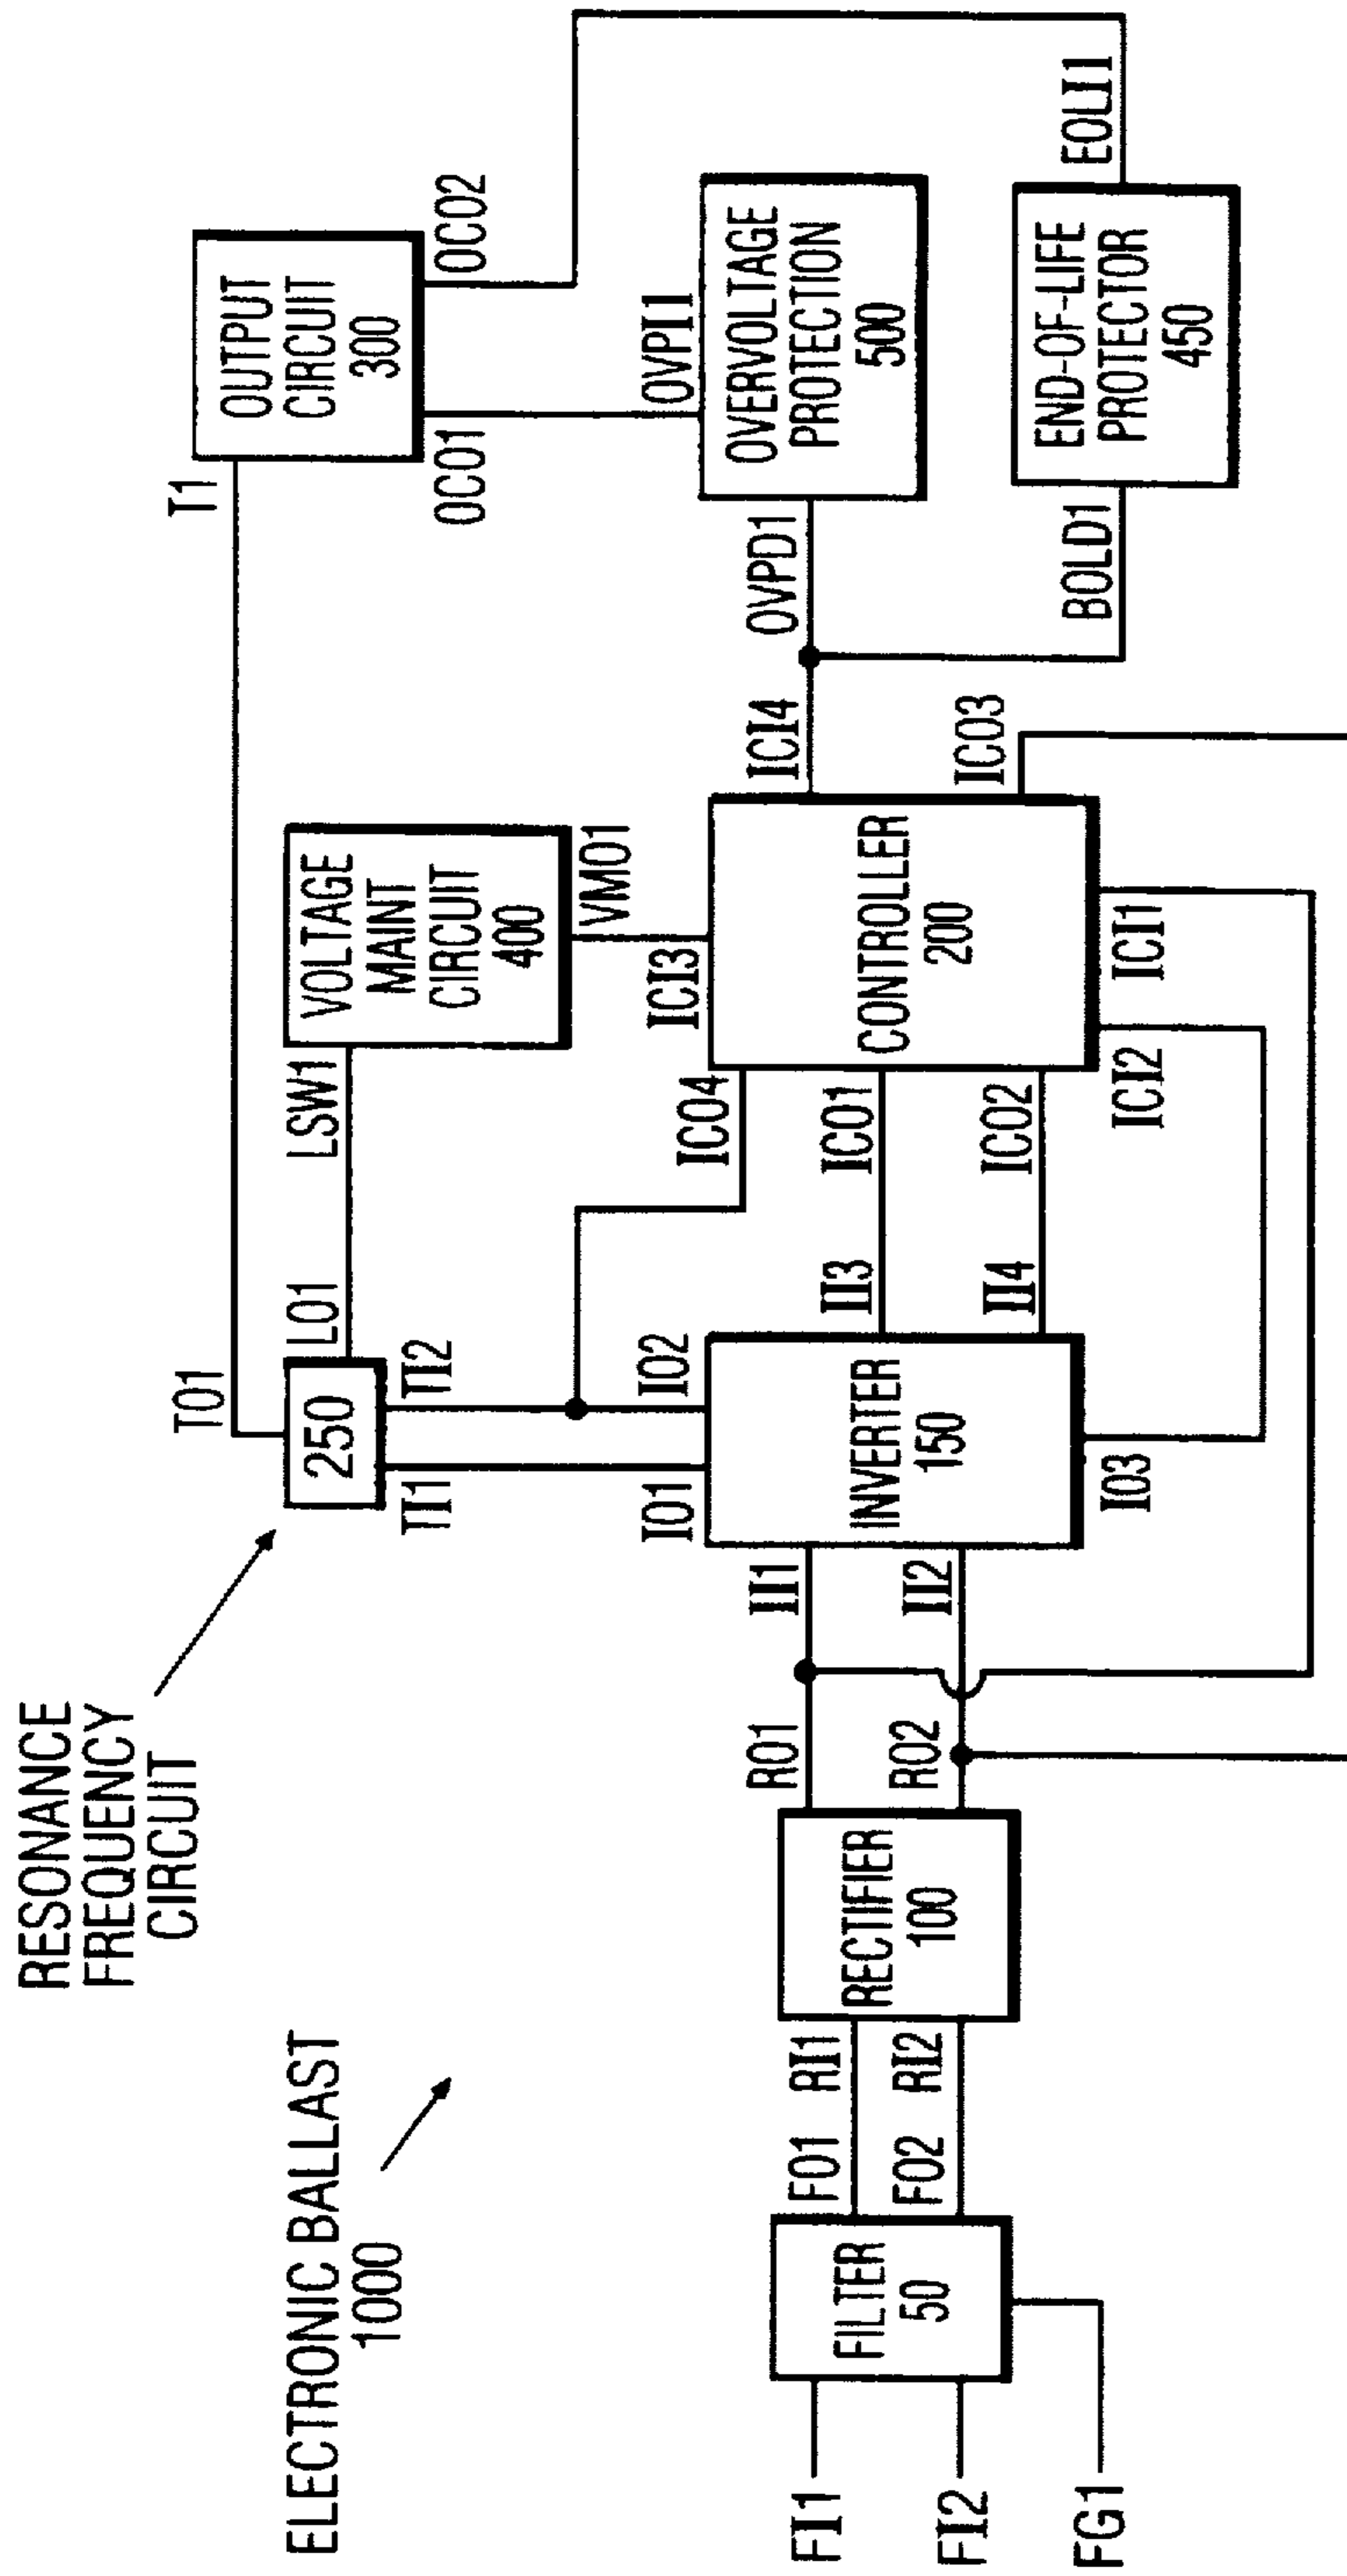 RESONANCE
FREQUENCY
CIRCUIT
ELECTRONIC BALLAST
1000
FI1
FI2
FG1
FILTER
50
FO1
RI1
FO2
RI2
RECTIFIER
100
RO1
RO2
II1
II2
INVERTER
150
IO1
IO2
IO3
II3
II4
TI1
TI2
250
TO1
LO1
LSW1
VOLTAGE
MAINT
CIRCUIT
400
VMO1
ICI3
ICO4
ICO1
ICO2
ICI2
ICI1
CONTROLLER
200
ICI4
ICO3
T1
OUTPUT
CIRCUIT
300
OCO1
OCO2
OVPI1
OVERVOLTAGE
PROTECTION
500
OVPD1
BOLD1
END-OF-LIFE
PROTECTOR
450
EOLI1